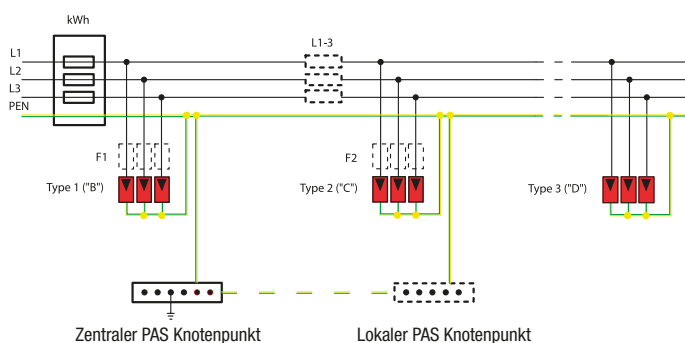 kWh
L1
L1-3
L2
L3
PEN
F1
F2
Type 1 ("B")
Type 2 ("C")
Type 3 ("D")
Zentraler PAS Knotenpunkt
Lokaler PAS Knotenpunkt